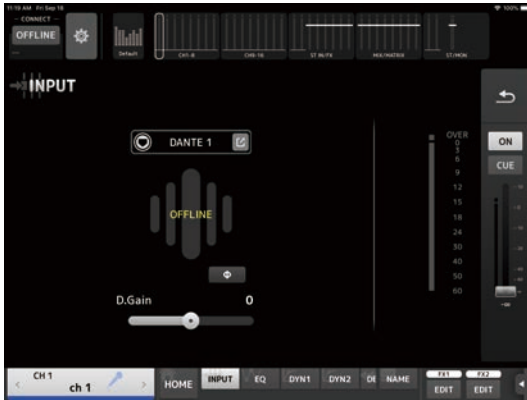 11:19 AM Fri Sep 18
100%
CONNECT
OFFLINE
Default
CH1-8
CH9-16
ST IN/FX
MIX/MATRIX
ST/MON
INPUT
DANTE 1
OVER
0
3
6
9
12
15
18
24
30
40
50
60
ON
CUE
OFFLINE
D.Gain 0
CH 1
ch 1
HOME
INPUT
EQ
DYN1
DYN2
DE
NAME
FX1
EDIT
FX2
EDIT